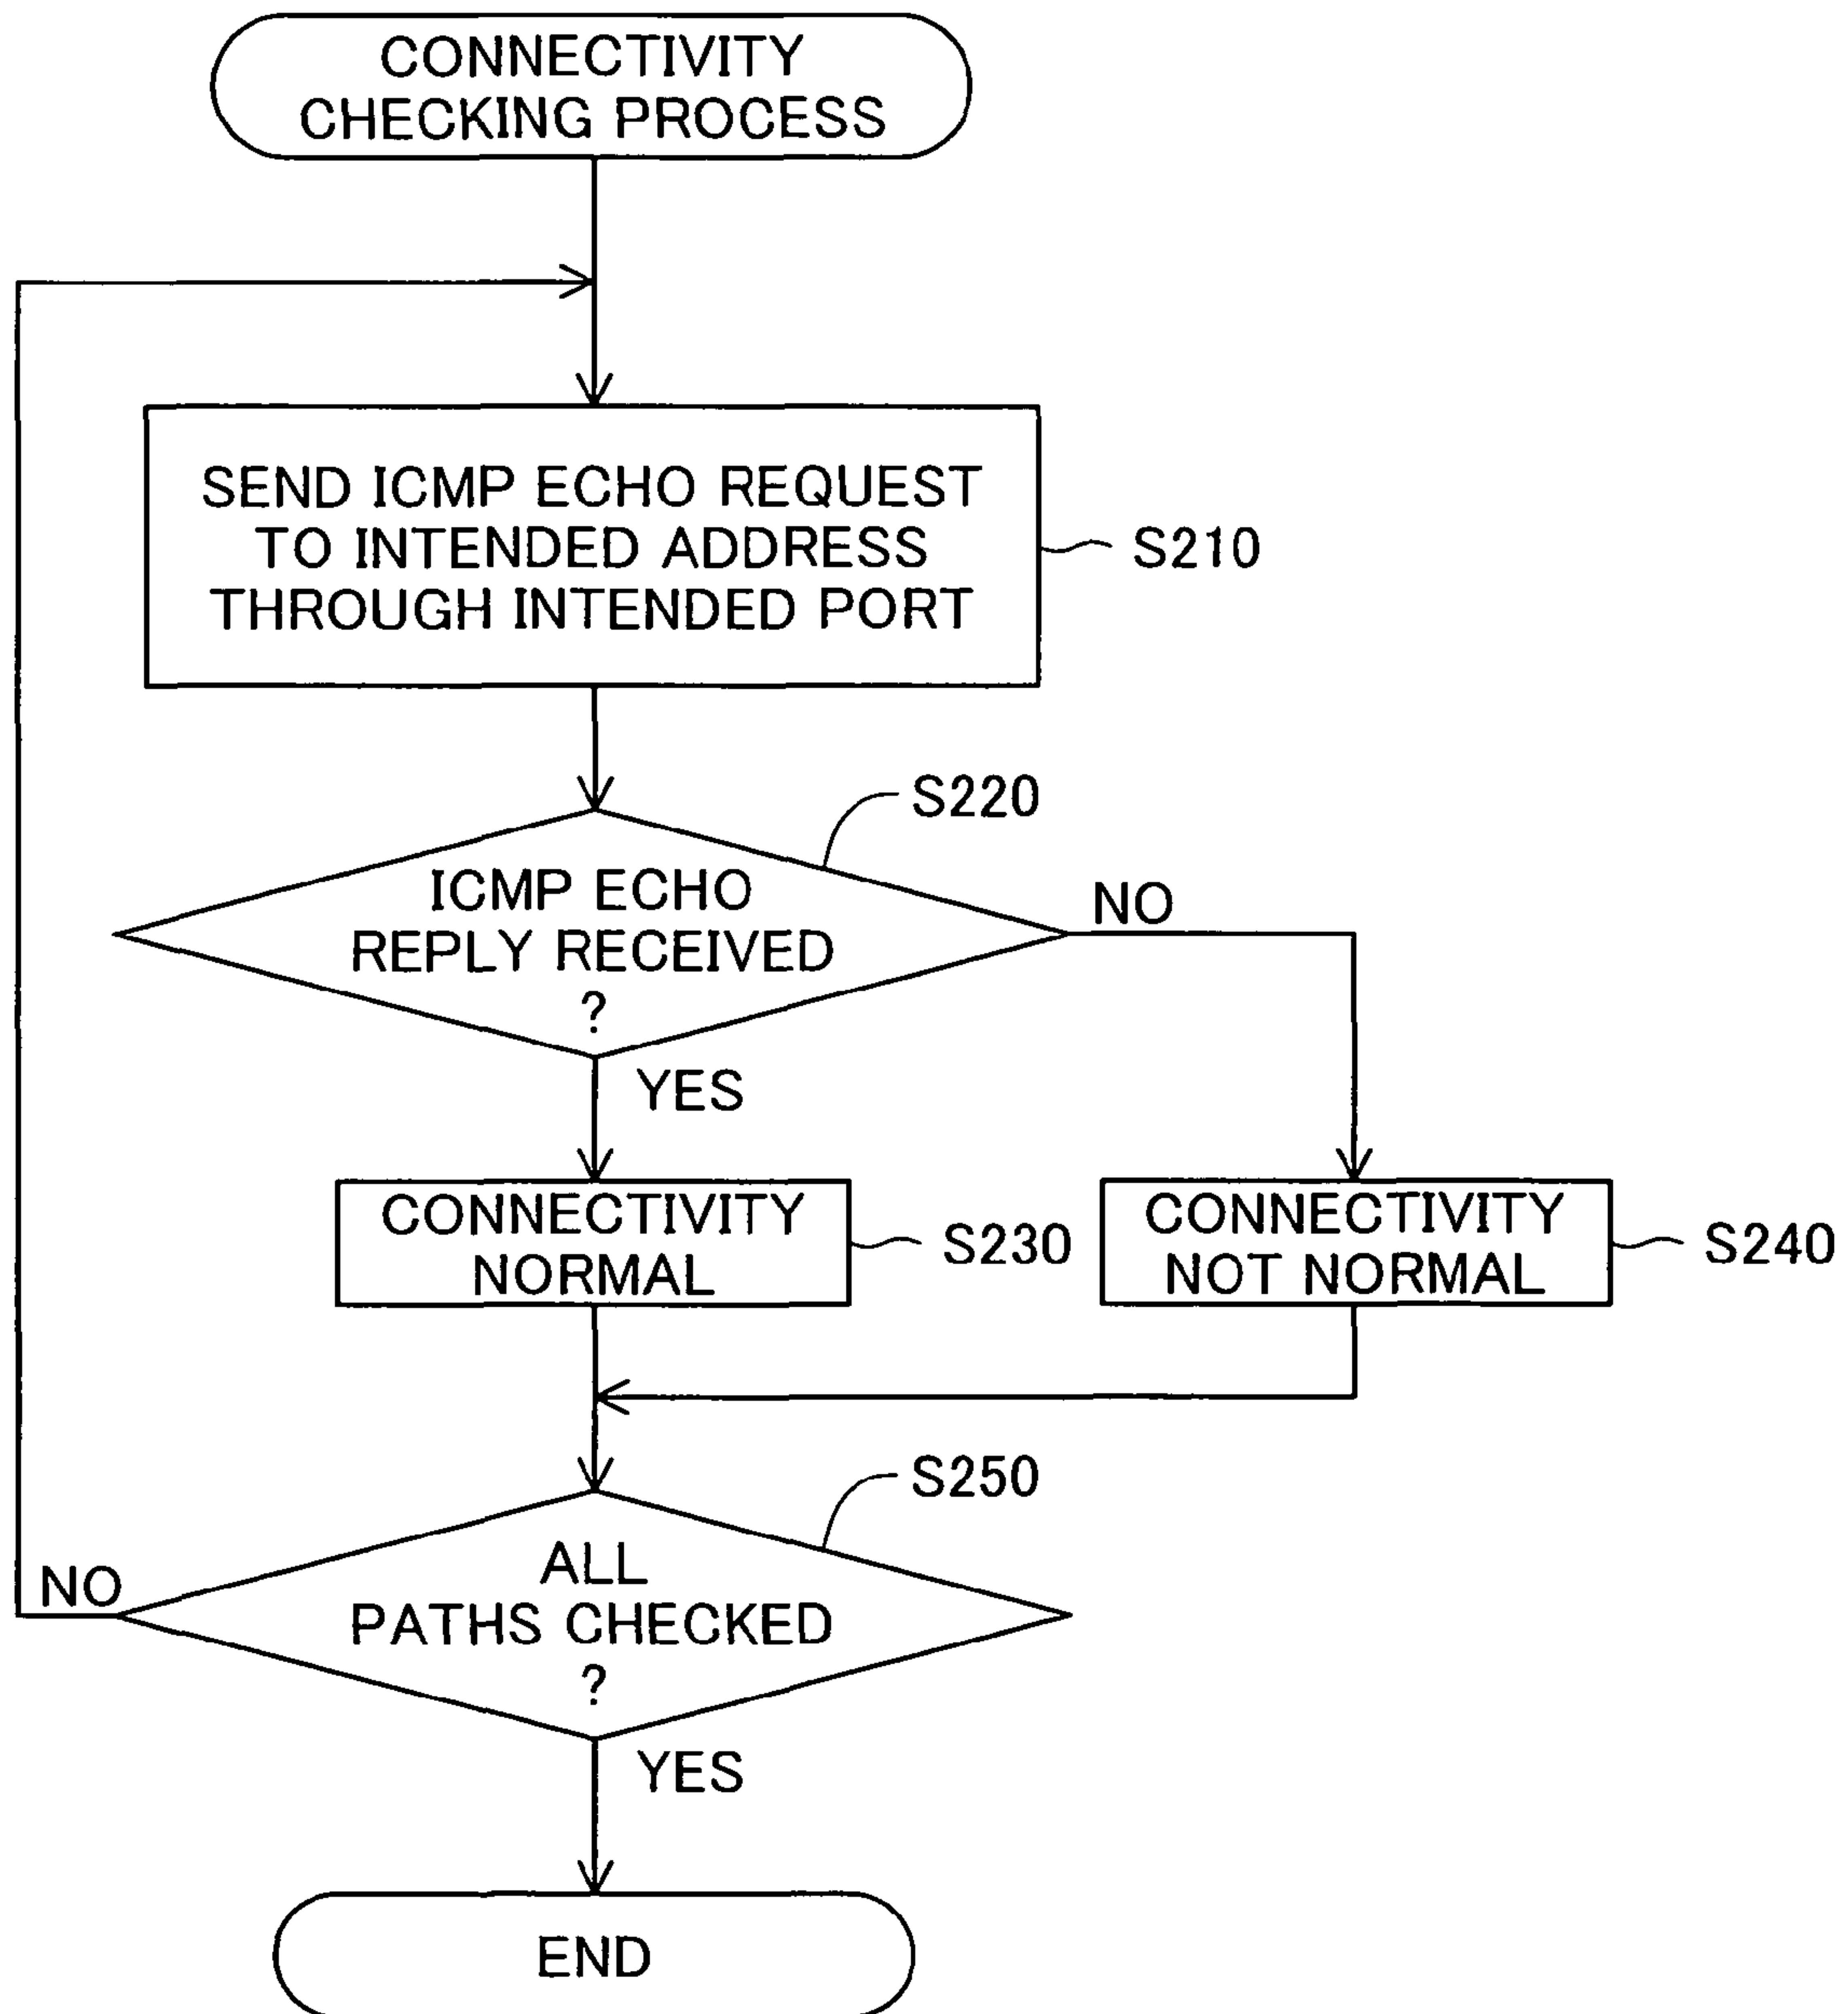 CONNECTIVITY
CHECKING PROCESS
SEND ICMP ECHO REQUEST
TO INTENDED ADDRESS
THROUGH INTENDED PORT
S210
S220
ICMP ECHO
REPLY RECEIVED
?
NO
YES
CONNECTIVITY
NORMAL
S230
CONNECTIVITY
NOT NORMAL
S240
S250
ALL
PATHS CHECKED
?
NO
YES
END